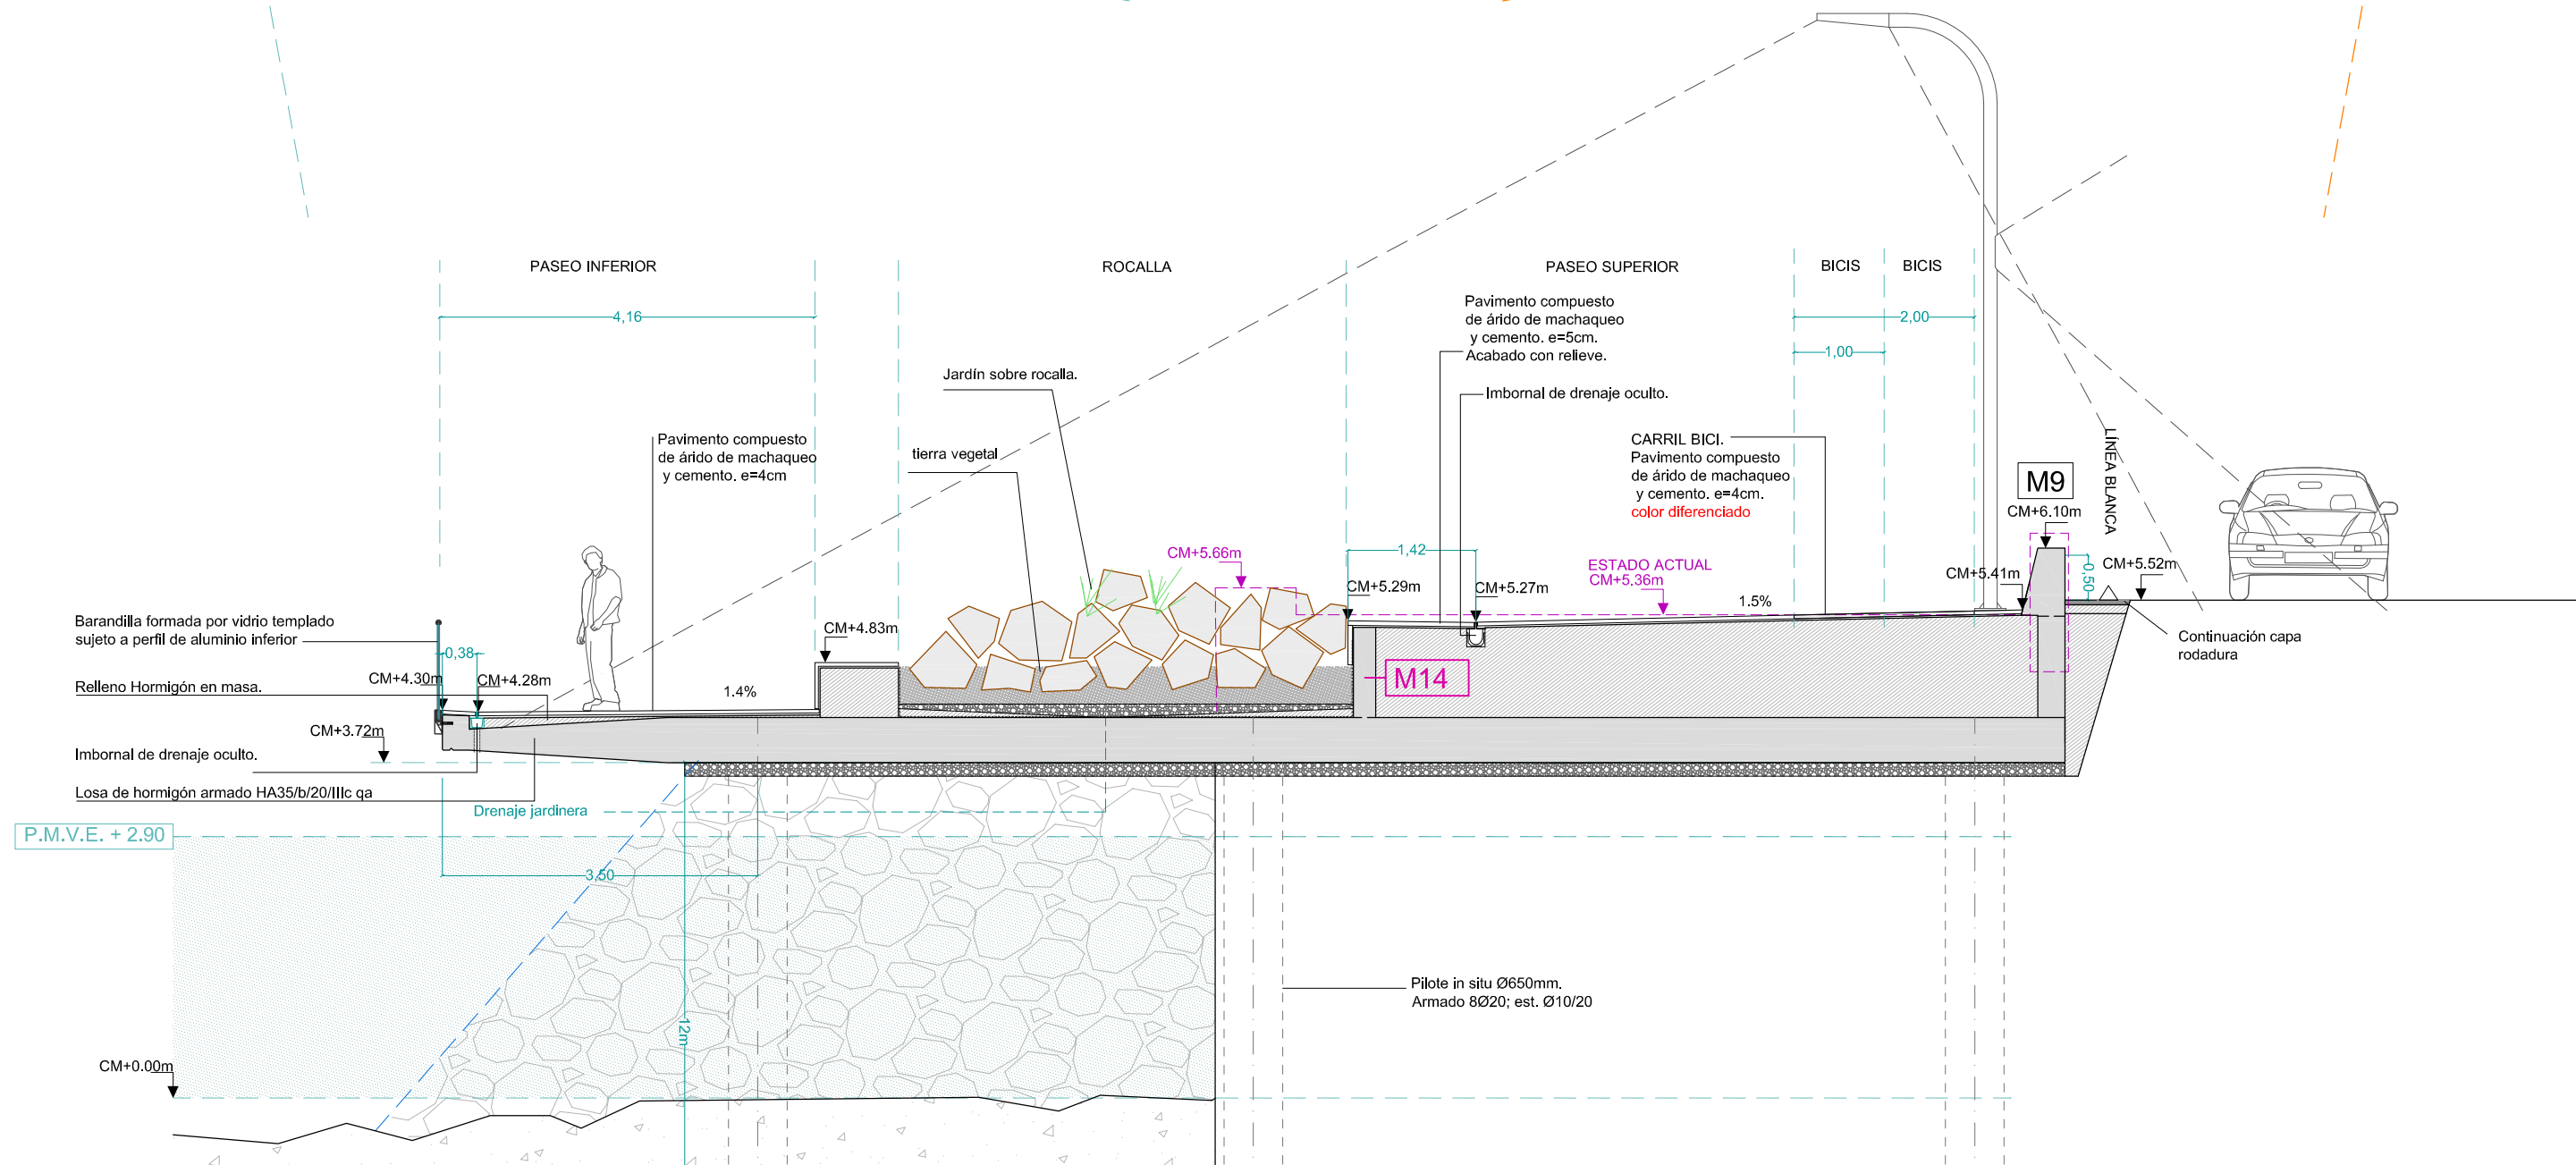 PASEO INFERIOR
ROCALLA
PASEO SUPERIOR
BICIS
BICIS
4,16
2,00
1,00
Pavimento compuesto
de árido de machaqueo
y cemento. e=5cm.
Acabado con relieve.
Imbornal de drenaje oculto.
Jardín sobre rocalla.
Pavimento compuesto
de árido de machaqueo
y cemento. e=4cm
tierra vegetal
CARRIL BICI.
Pavimento compuesto
de árido de machaqueo
y cemento. e=4cm.
color diferenciado
LÍNEA BLANCA
M9
CM+6.10m
CM+5.66m
1,42
ESTADO ACTUAL
CM+5.36m
CM+5.29m
CM+5.27m
1.5%
CM+5.41m
0,50
CM+5.52m
Barandilla formada por vidrio templado
sujeto a perfil de aluminio inferior
CM+4.83m
Continuación capa
rodadura
0,38
CM+4.30m
CM+4.28m
1.4%
M14
Relleno Hormigón en masa.
CM+3.72m
Imbornal de drenaje oculto.
Losa de hormigón armado HA35/b/20/IIIc qa
Drenaje jardinera
P.M.V.E. + 2.90
3,50
Pilote in situ Ø650mm.
Armado 8Ø20; est. Ø10/20
12m
CM+0.00m